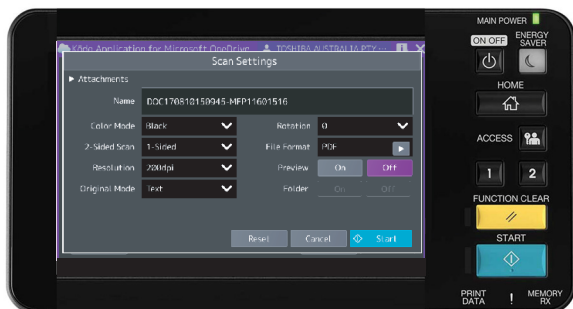 Kōdo Application for Microsoft OneDrive TOSHIBA AUSTRALIA PTY...
Scan Settings
Attachments
Name DOC170810150945-MFP11601516
Color Mode Black Rotation 0
2-Sided Scan 1-Sided File Format PDF
Resolution 200dpi Preview On Off
Original Mode Text Folder On Off
Reset Cancel Start
MAIN POWER
ON OFF ENERGY SAVER
HOME
ACCESS
1 2
FUNCTION CLEAR
START
PRINT DATA ! MEMORY RX